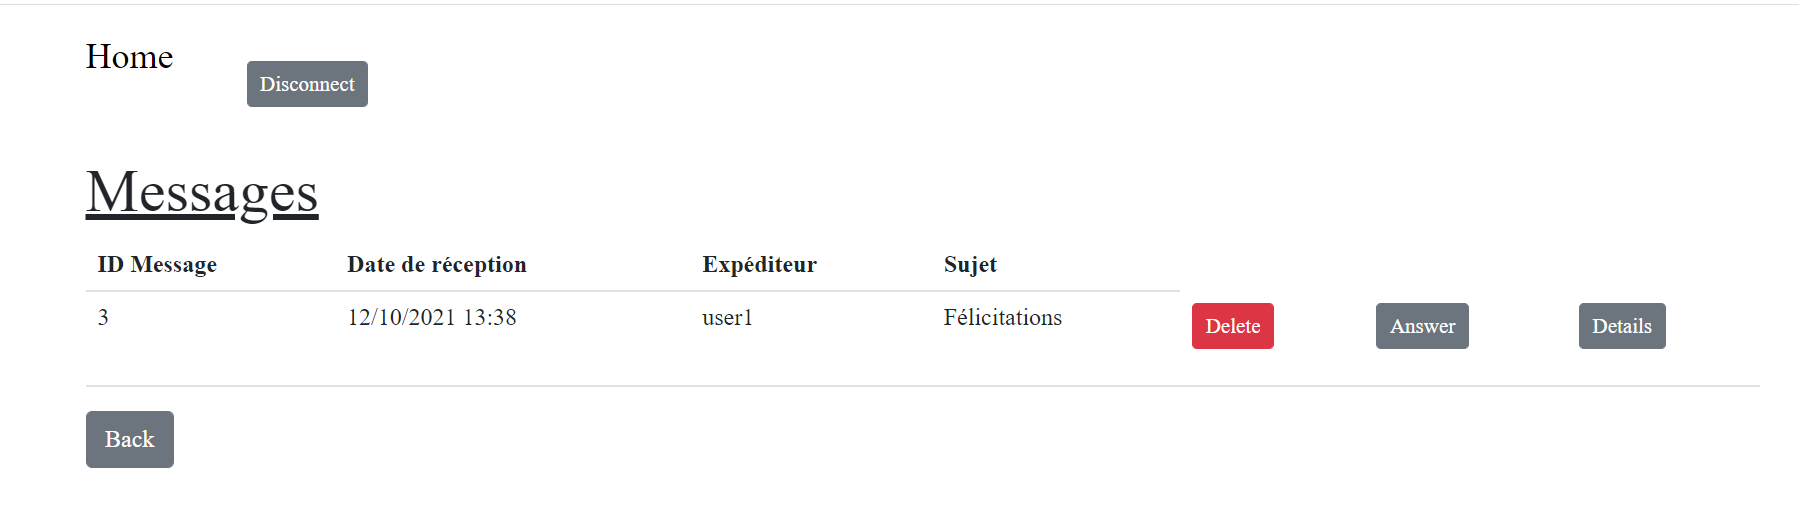 Home
Disconnect
Messages
ID Message Date de réception Expéditeur Sujet
3 12/10/2021 13:38 user1 Félicitations Delete Answer Details
Back